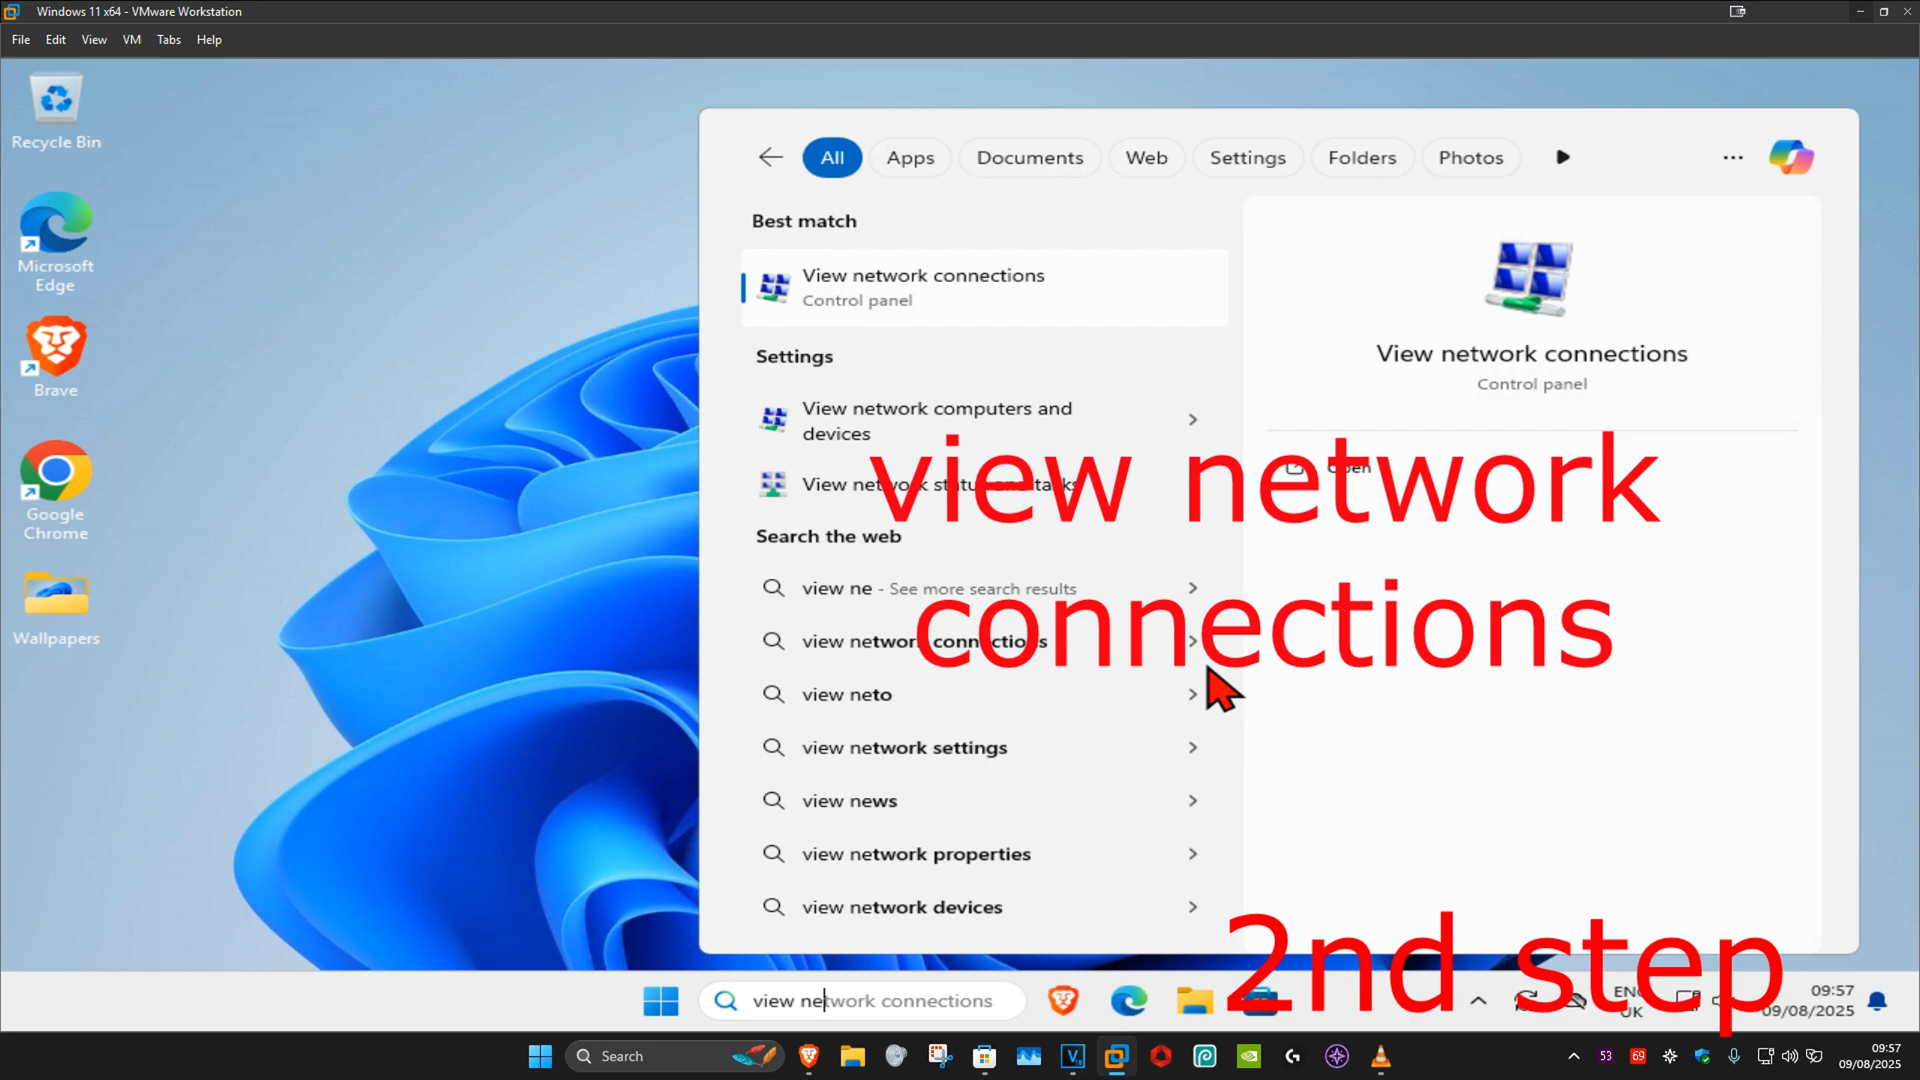 Windows 11 x64 - VMware Workstation
File Edit View VM Tabs Help
Recycle Bin
Microsoft
Edge
Brave
Google
Chrome
Wallpapers
All Apps Documents Web Settings Folders Photos
Best match
View network connections
Control panel
Settings
View network computers and
devices
View network status and tasks
Search the web
view ne - See more search results
view network connections
view neto
view network settings
view news
view network properties
view network devices
View network connections
Control panel
Open
view network
connections
2nd step
view network connections
ENG
UK
09:57
09/08/2025
Search
53
69
09:57
09/08/2025